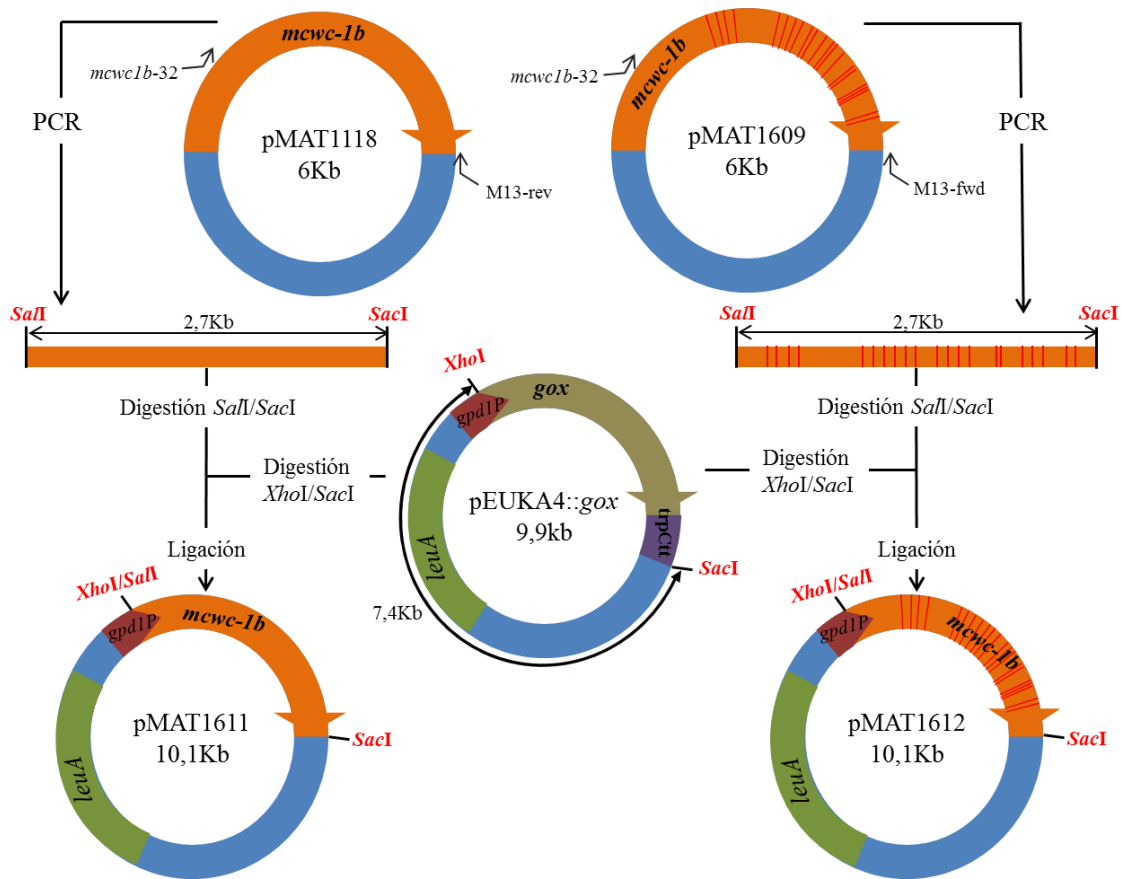 mcwc-1b
mcwc1b-32
PCR
pMAT1118
6Kb
M13-rev
mcwc-1b
mcwc1b-32
PCR
pMAT1609
6Kb
M13-fwd
SalI
SacI
2,7Kb
SalI
SacI
2,7Kb
Digestión SalI/SacI
Digestión
XhoI/SacI
Ligación
XhoI
gpd1P
gox
pEUKA4::gox
9,9kb
trpCtt
leuA
SacI
7,4Kb
Digestión SalI/SacI
Digestión
XhoI/SacI
Ligación
XhoI/SalI
gpd1P
mcwc-1b
pMAT1611
10,1Kb
leuA
SacI
XhoI/SalI
gpd1P
mcwc-1b
pMAT1612
10,1Kb
leuA
SacI